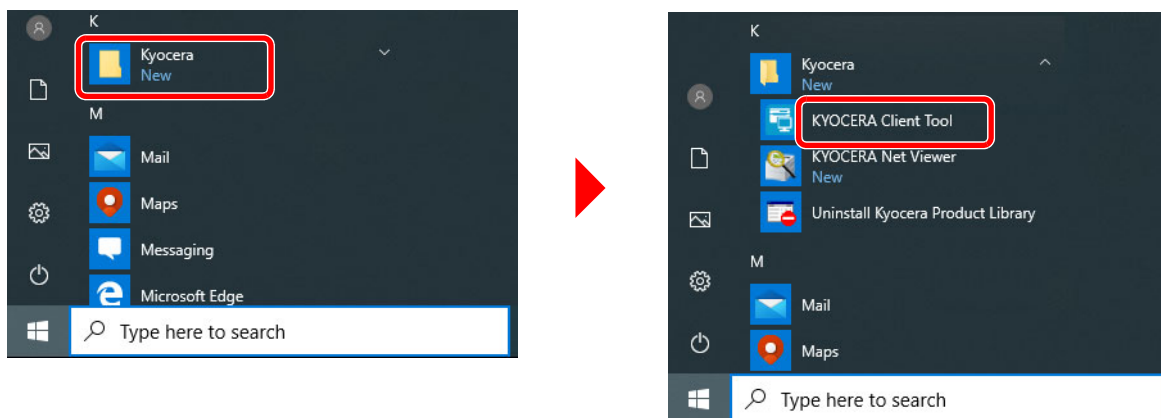 K
Kyocera
New
M
Mail
Maps
Messaging
Microsoft Edge
Type here to search
K
Kyocera
New
KYOCERA Client Tool
KYOCERA Net Viewer
New
Uninstall Kyocera Product Library
M
Mail
Maps
Type here to search